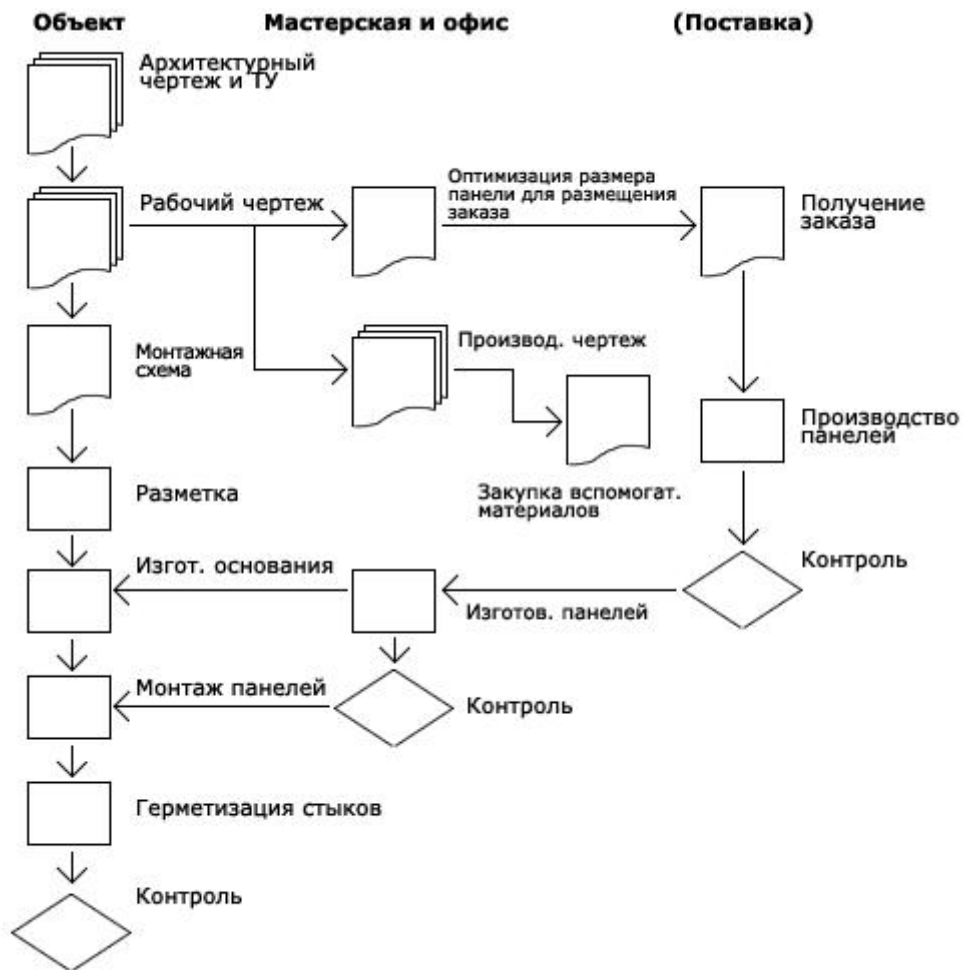 Объект
Мастерская и офис
(Поставка)
Архитектурный
чертеж и ТУ
Рабочий чертеж
Оптимизация размера
панели для размещения
заказа
Получение
заказа
Монтажная
схема
Производ. чертеж
Производство
панелей
Закупка вспомогат.
материалов
Разметка
Изгот. основания
Контроль
Изготов. панелей
Монтаж панелей
Контроль
Герметизация стыков
Контроль